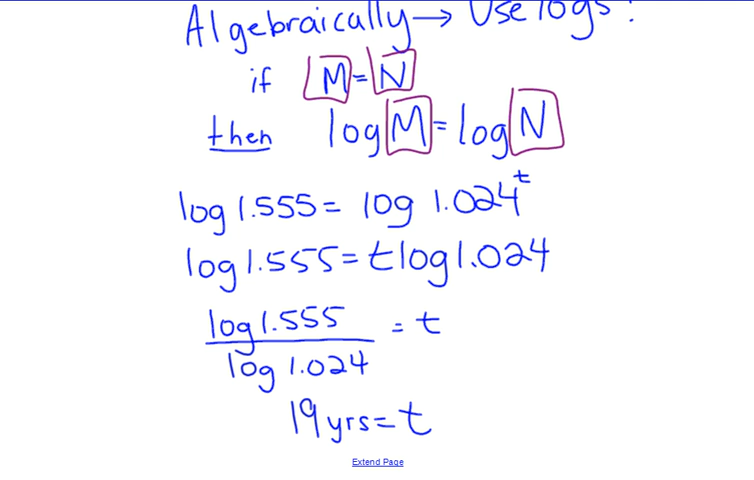 Algebraically → Use logs!
if M=N
then log M = log N
log 1.555 = log 1.024^t
log 1.555 = t log 1.024
log 1.555 / log 1.024 = t
19 yrs = t
Extend Page